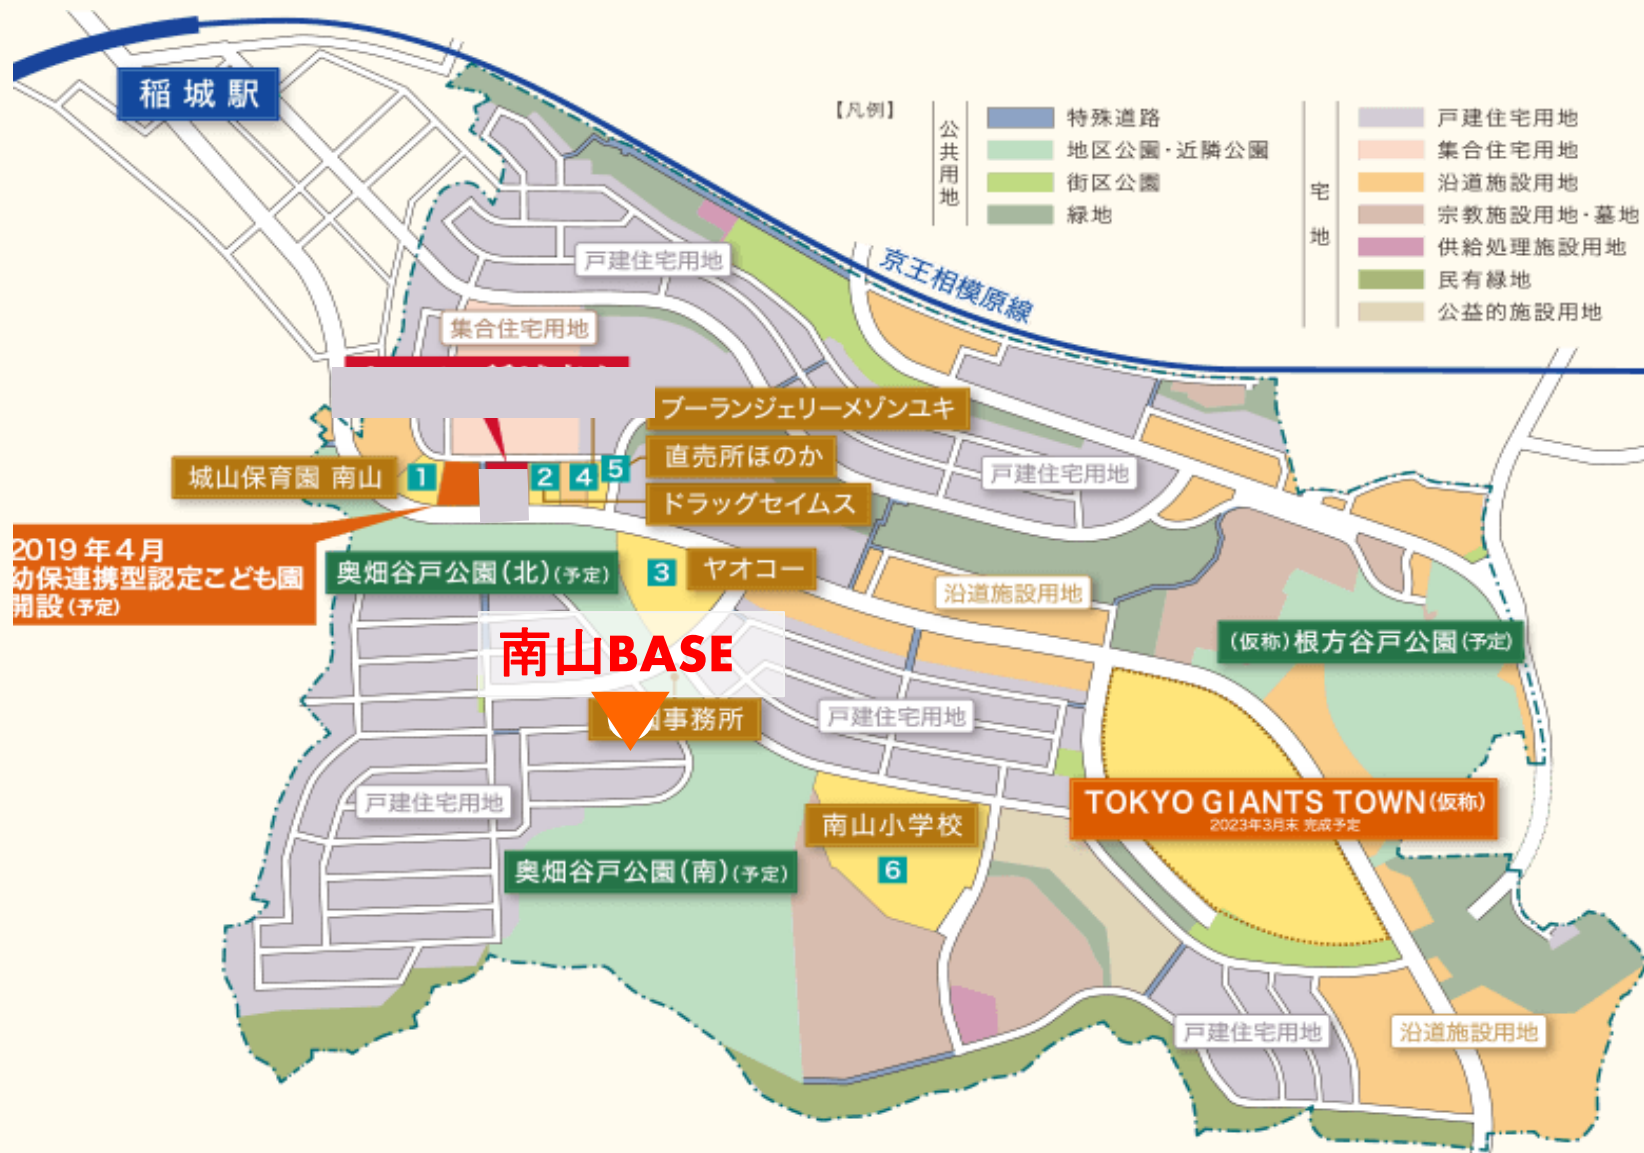 稲城駅
【凡例】
公共用地
特殊道路
地区公園・近隣公園
街区公園
緑地
宅地
戸建住宅用地
集合住宅用地
沿道施設用地
宗教施設用地・墓地
供給処理施設用地
民有緑地
公益的施設用地
京王相模原線
戸建住宅用地
集合住宅用地
ブーランジェリーメゾンユキ
直売所ほのか
ドラッグセイムス
城山保育園 南山
1
2
4
5
戸建住宅用地
2019年4月
幼保連携型認定こども園
開設(予定)
奥畑谷戸公園(北)(予定)
3
ヤオコー
沿道施設用地
(仮称)根方谷戸公園(予定)
南山BASE
事務所
戸建住宅用地
戸建住宅用地
TOKYO GIANTS TOWN(仮称)
2023年3月末 完成予定
南山小学校
6
奥畑谷戸公園(南)(予定)
戸建住宅用地
沿道施設用地